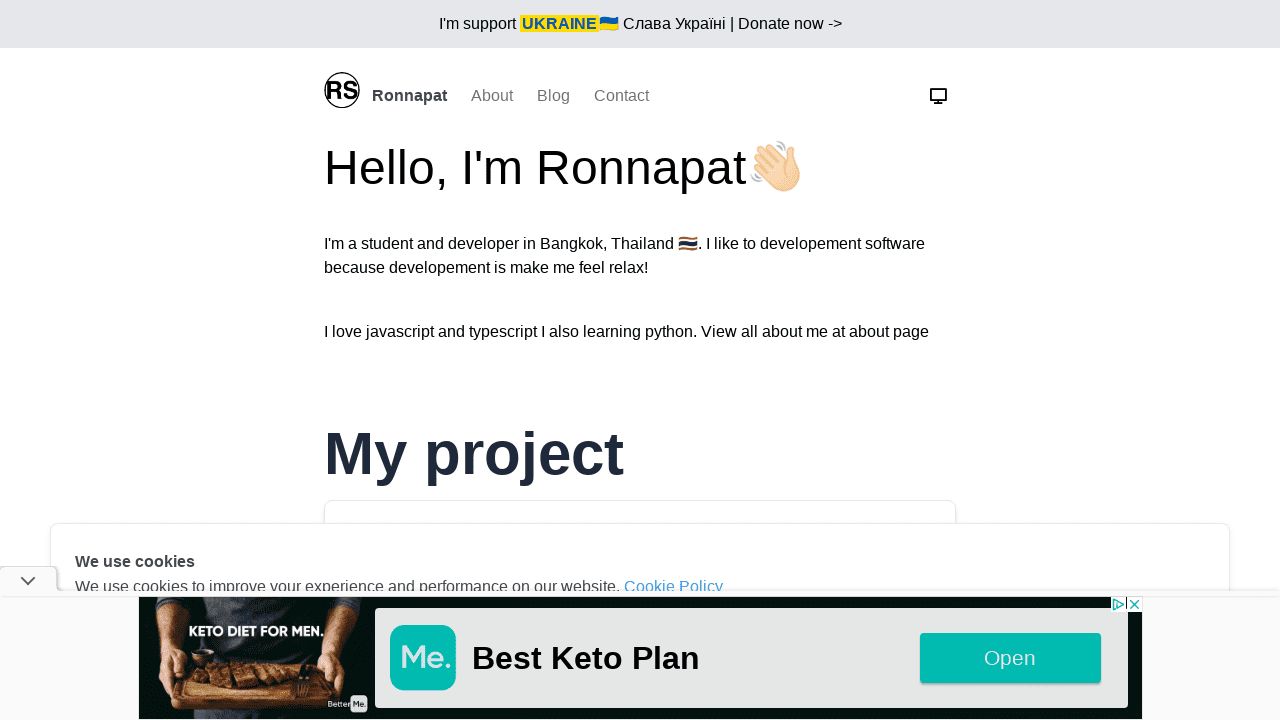 I'm support UKRAINE🇺🇦 Слава Україні | Donate now ->
RS Ronnapat About Blog Contact
Hello, I'm Ronnapat👋🏻
I'm a student and developer in Bangkok, Thailand 🇹🇭. I like to developement software
because developement is make me feel relax!
I love javascript and typescript I also learning python. View all about me at about page
My project
We use cookies
We use cookies to improve your experience and performance on our website. Cookie Policy
KETO DIET FOR MEN.
BetterMe.
Me.
Best Keto Plan
Open